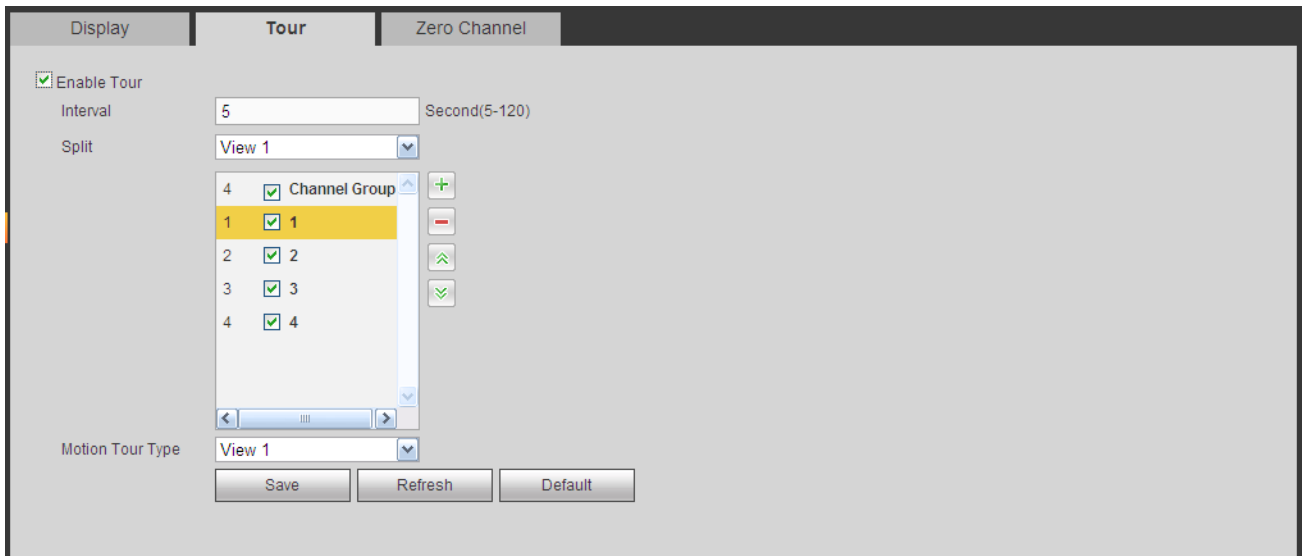 Display Tour Zero Channel
Enable Tour
Interval 5 Second(5-120)
Split View 1
4 Channel Group
1 1
2 2
3 3
4 4
Motion Tour Type View 1
Save Refresh Default